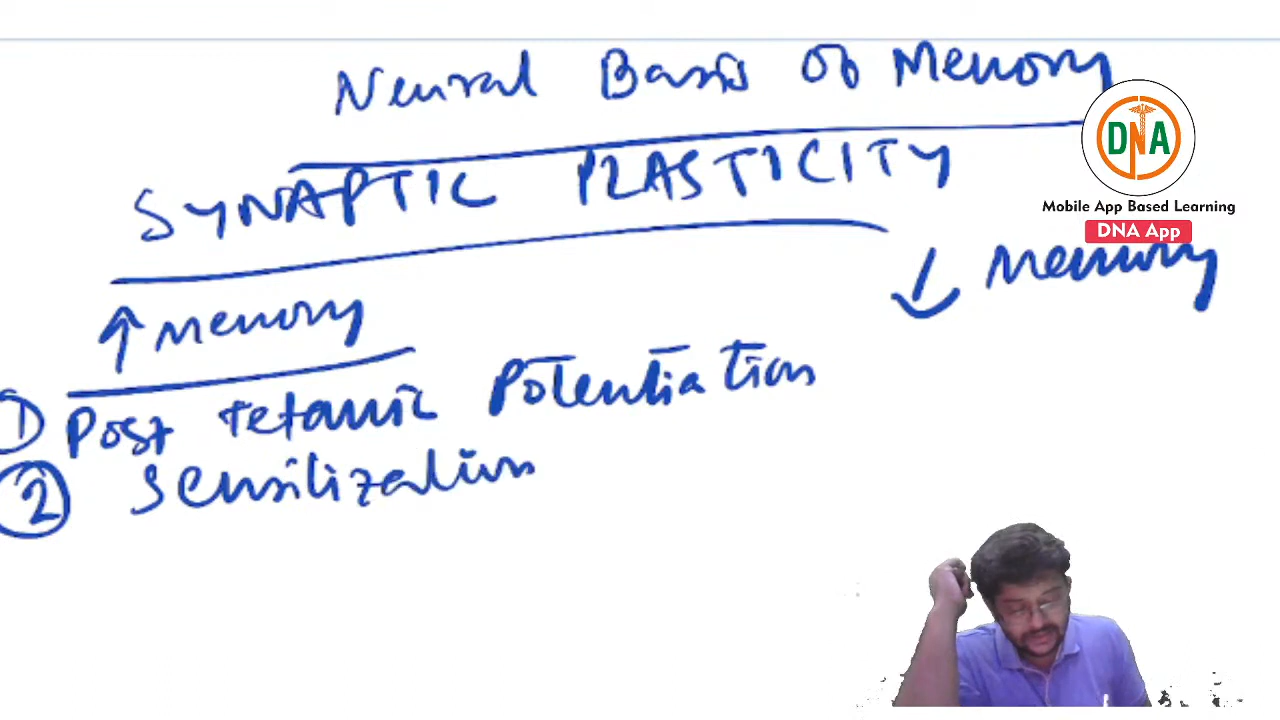 Neural Basis Of Memory
SYNAPTIC PLASTICITY
DNA
Mobile App Based Learning
DNA App
↑ Memory
↓ Memory
① Post Tetanic Potentiation
② Sensitization